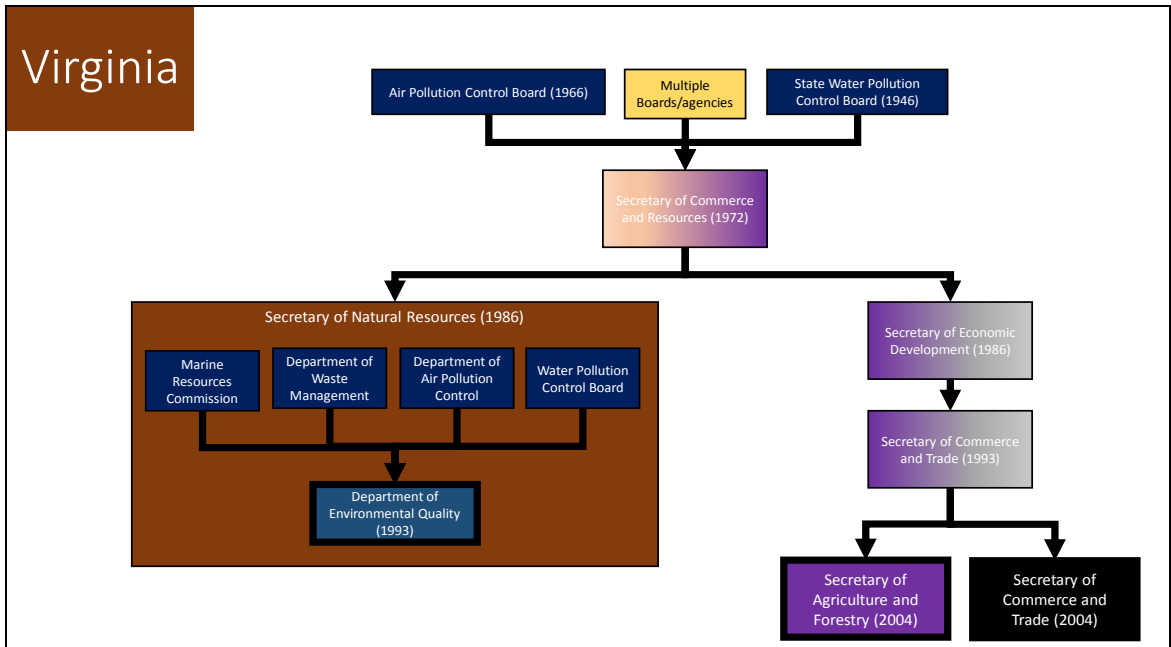 Virginia
Air Pollution Control Board (1966)
Multiple
Boards/agencies
State Water Pollution
Control Board (1946)
Secretary of Commerce
and Resources (1972)
Secretary of Natural Resources (1986)
Marine
Resources
Commission
Department of
Waste
Management
Department of
Air Pollution
Control
Water Pollution
Control Board
Department of
Environmental Quality
(1993)
Secretary of Economic
Development (1986)
Secretary of Commerce
and Trade (1993)
Secretary of
Agriculture and
Forestry (2004)
Secretary of
Commerce and
Trade (2004)